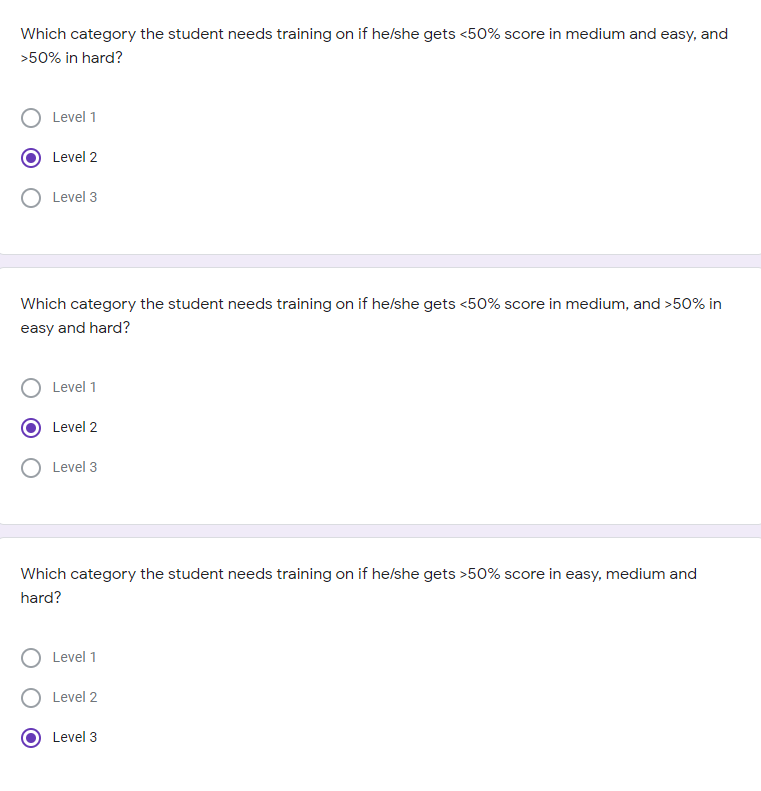 Which category the student needs training on if he/she gets <50% score in medium and easy, and
>50% in hard?
Level 1
Level 2
Level 3
Which category the student needs training on if he/she gets <50% score in medium, and >50% in
easy and hard?
Level 1
Level 2
Level 3
Which category the student needs training on if he/she gets >50% score in easy, medium and
hard?
Level 1
Level 2
Level 3